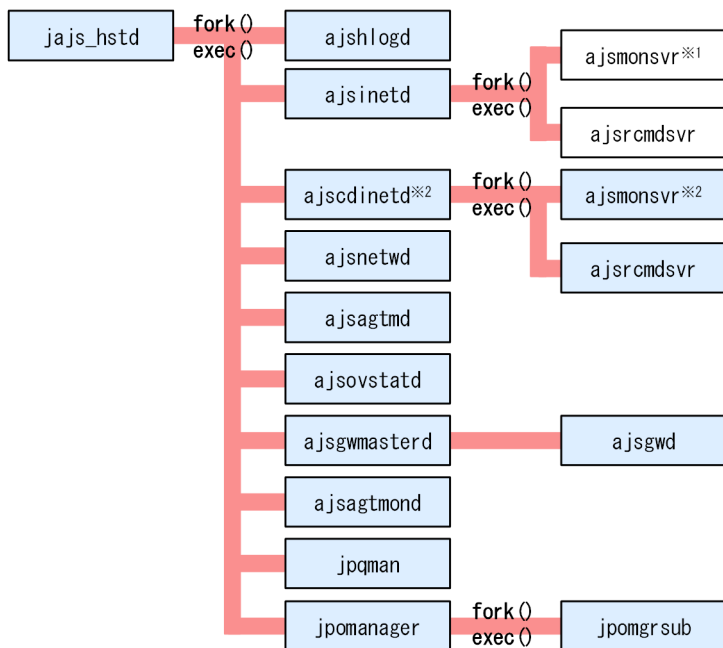 jajs_hstd
fork()
exec()
ajshlogd
ajsinetd
fork()
exec()
ajsmonsvr※1
ajsrcmdsvr
ajscdinetd※2
fork()
exec()
ajsmonsvr※2
ajsrcmdsvr
ajsnetwd
ajsagtmd
ajsovstatd
ajsgwmasterd
ajsgwd
ajsagtmond
jpqman
jpomanager
fork()
exec()
jpomgrsub